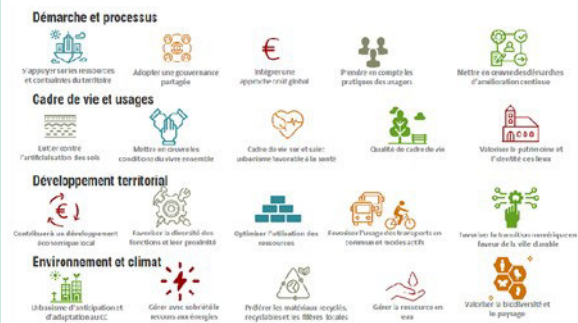 Démarche et processus
S'appuyer sur les ressources
et contraintes du territoire
Adopter une gouvernance
partagée
Intégrer une
approche coût global
Prendre en compte les
pratiques des usagers
Mettre en œuvre des démarches
d'amélioration continue
Cadre de vie et usages
Lutter contre
l'artificialisation des sols
Mettre en œuvre les
conditions du vivre ensemble
Cadre de vie sur et sain:
urbanisme favorable à la santé
Qualité de cadre de vie
Valoriser le patrimoine et
l'identité des lieux
Développement territorial
Contribuer à un développement
économique local
Favoriser la diversité des
fonctions et leur proximité
Optimiser l'utilisation des
ressources
Favoriser l'usage des transports en
commun et modes actifs
Favoriser la transition numérique en
faveur de la ville durable
Environnement et climat
Urbanisme d'anticipation et
d'adaptation au CC
Gérer avec sobriété le
recours aux énergies
Préférer les matériaux recyclés,
recyclables et les filières locales
Gérer la ressource en
eau
Valoriser la biodiversité et
le paysage